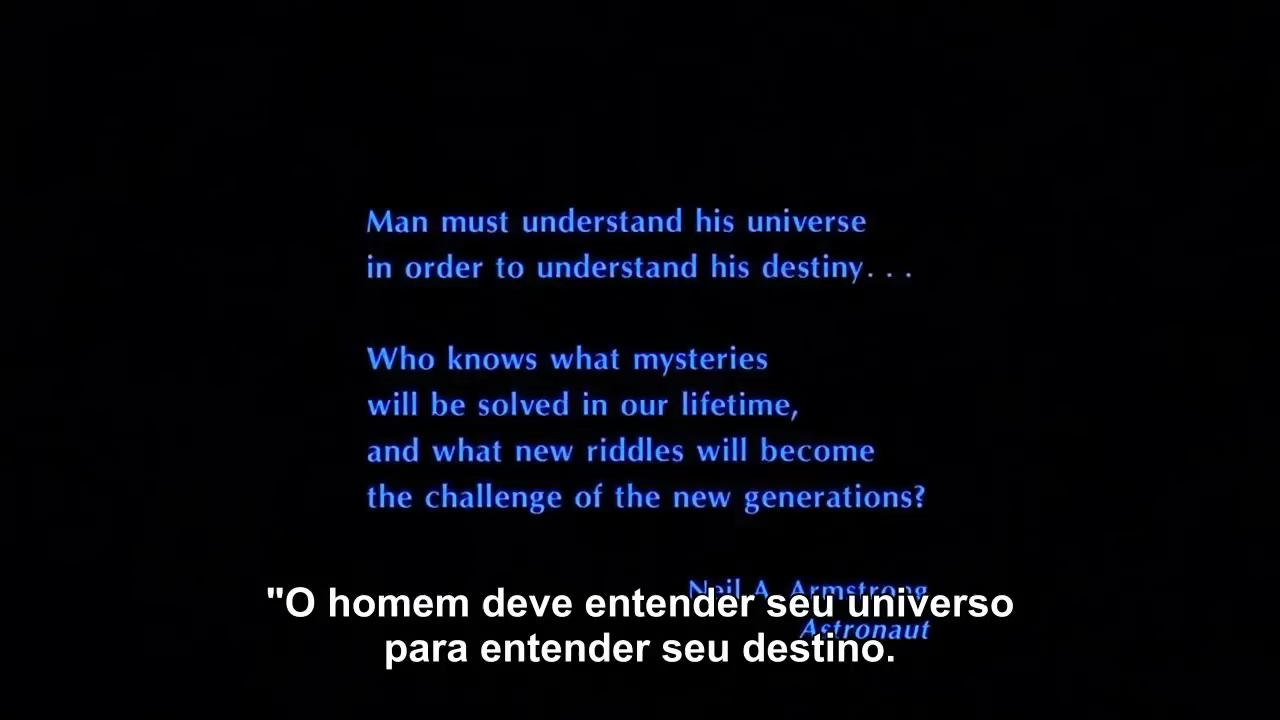 Man must understand his universe
in order to understand his destiny...
Who knows what mysteries
will be solved in our lifetime,
and what new riddles will become
the challenge of the new generations?
Neil A. Armstrong
Astronaut
"O homem deve entender seu universo
para entender seu destino.